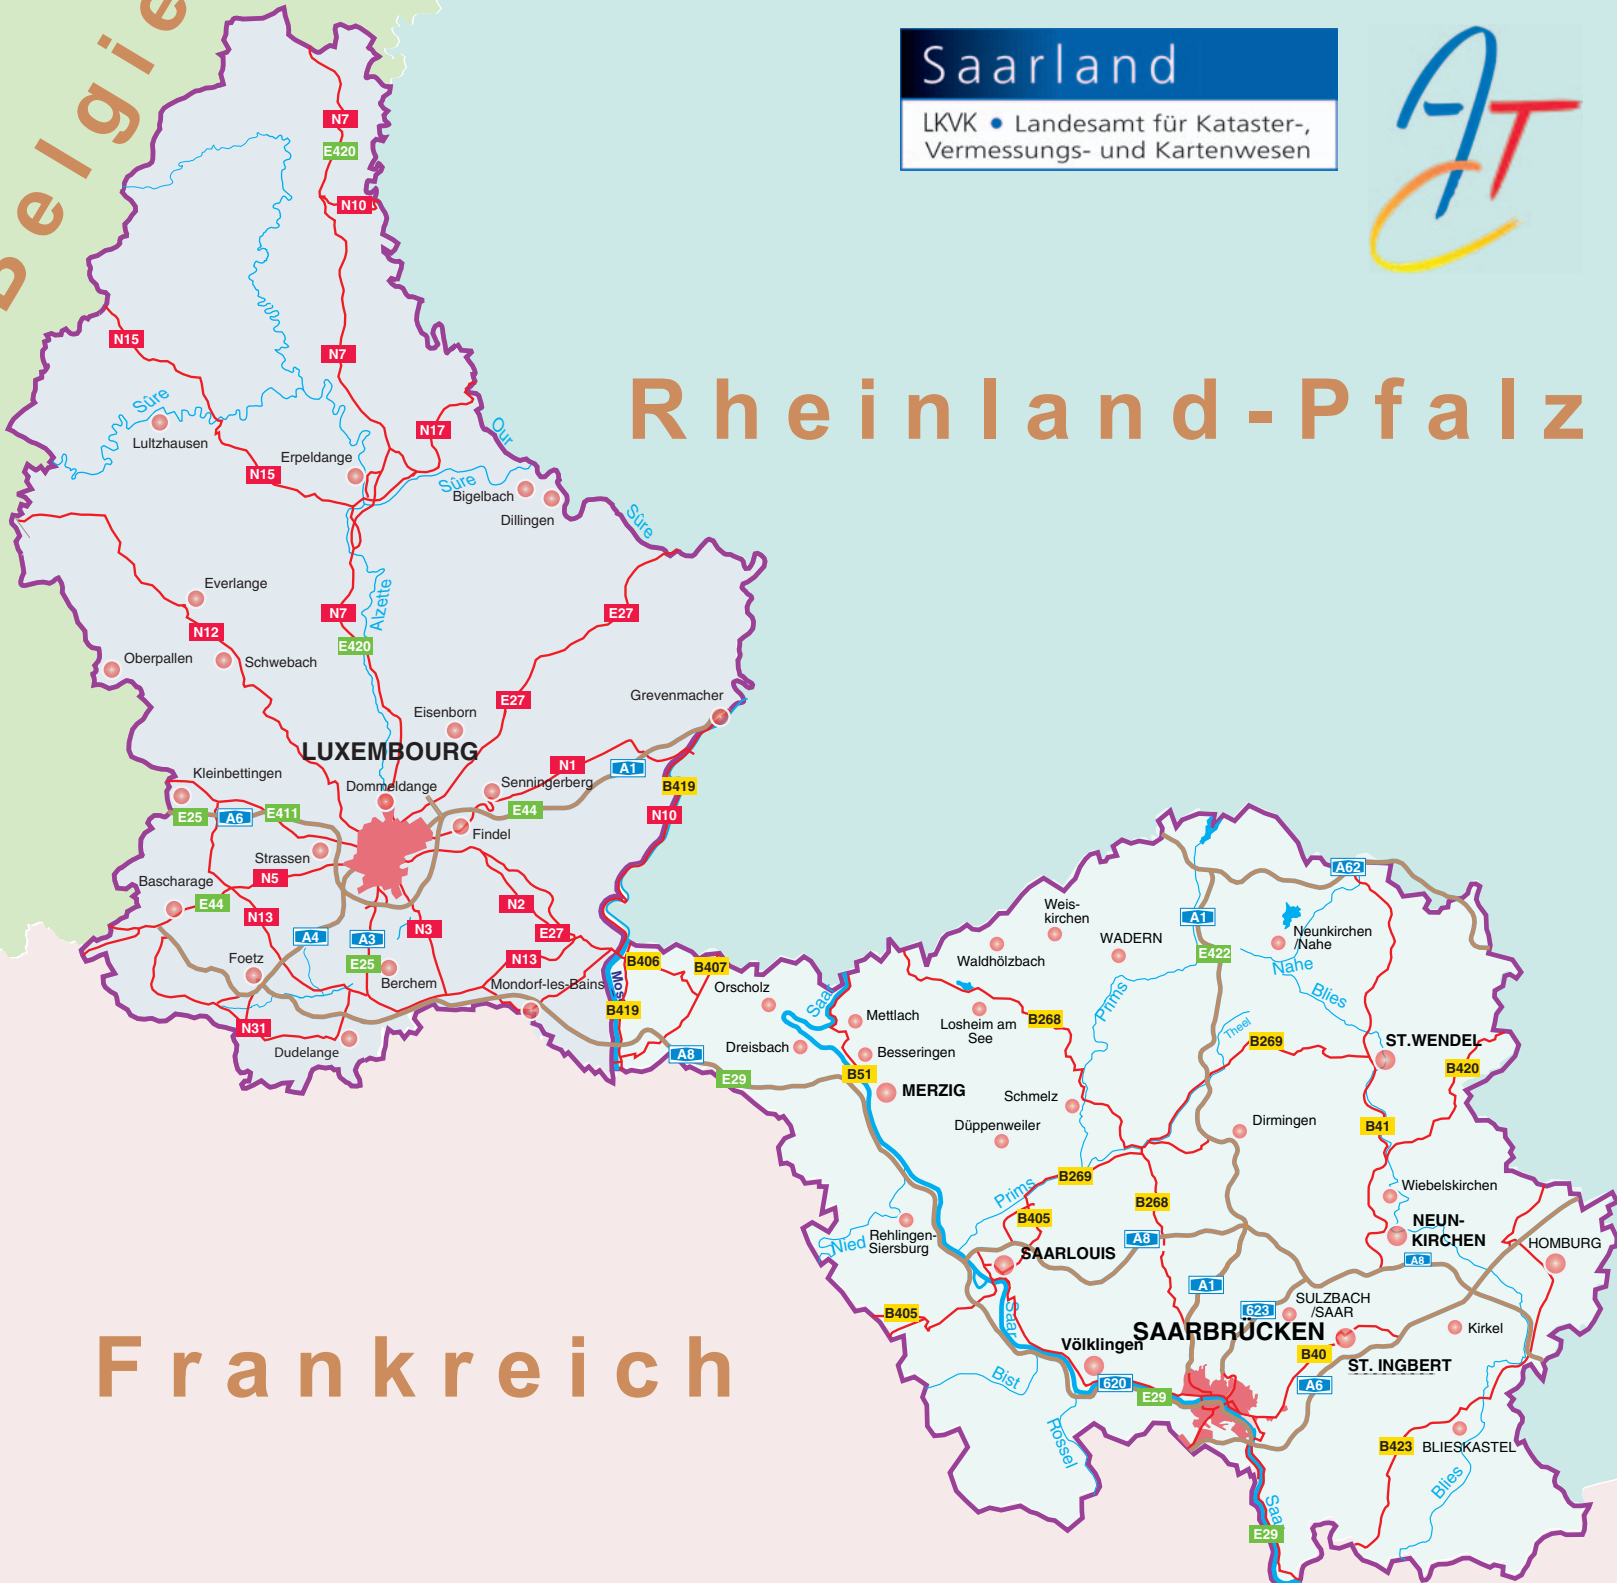 Belgie
Saarland
LKVK • Landesamt für Kataster-,
Vermessungs- und Kartenwesen
ACT
N7
E420
N10
N15
N7
Rheinland-Pfalz
Sûre
Lultzhausen
N17
Our
Erpeldange
N15
Sûre
Bigelbach
Dillingen
Sûre
Everlange
Alzette
N7
E27
N12
E420
Oberpallen
Schwebach
Grevenmacher
E27
Eisenborn
LUXEMBOURG
N1
A1
Kleinbettingen
Dommeldange
Senningerberg
B419
E25
A6
E411
E44
N10
Findel
Strassen
Bascharage
N5
E44
N13
N2
A4
A3
N3
E27
Foetz
E25
Berchem
N13
Mondorf-les-Bains
Mos
B406
B407
B419
N31
Dudelange
A8
E29
Orscholz
Saar
Mettlach
Dreisbach
Besseringen
B51
MERZIG
A62
A1
Weis-
kirchen
WADERN
Waldhölzbach
E422
Neunkirchen
/Nahe
Nahe
Blies
Prims
Losheim am
See
B268
Theel
B269
ST.WENDEL
B420
Schmelz
Düppenweiler
Dirmingen
B41
B269
Prims
B268
Wiebelskirchen
B405
Rehlingen-
Siersburg
Nied
A8
NEUN-
KIRCHEN
HOMBURG
SAARLOUIS
A8
A1
B405
Saar
623
SULZBACH
/SAAR
Kirkel
SAARBRÜCKEN
Völklingen
B40
ST. INGBERT
Frankreich
Bist
620
E29
A6
Rossel
B423
BLIESKASTEL
Blies
Saar
E29